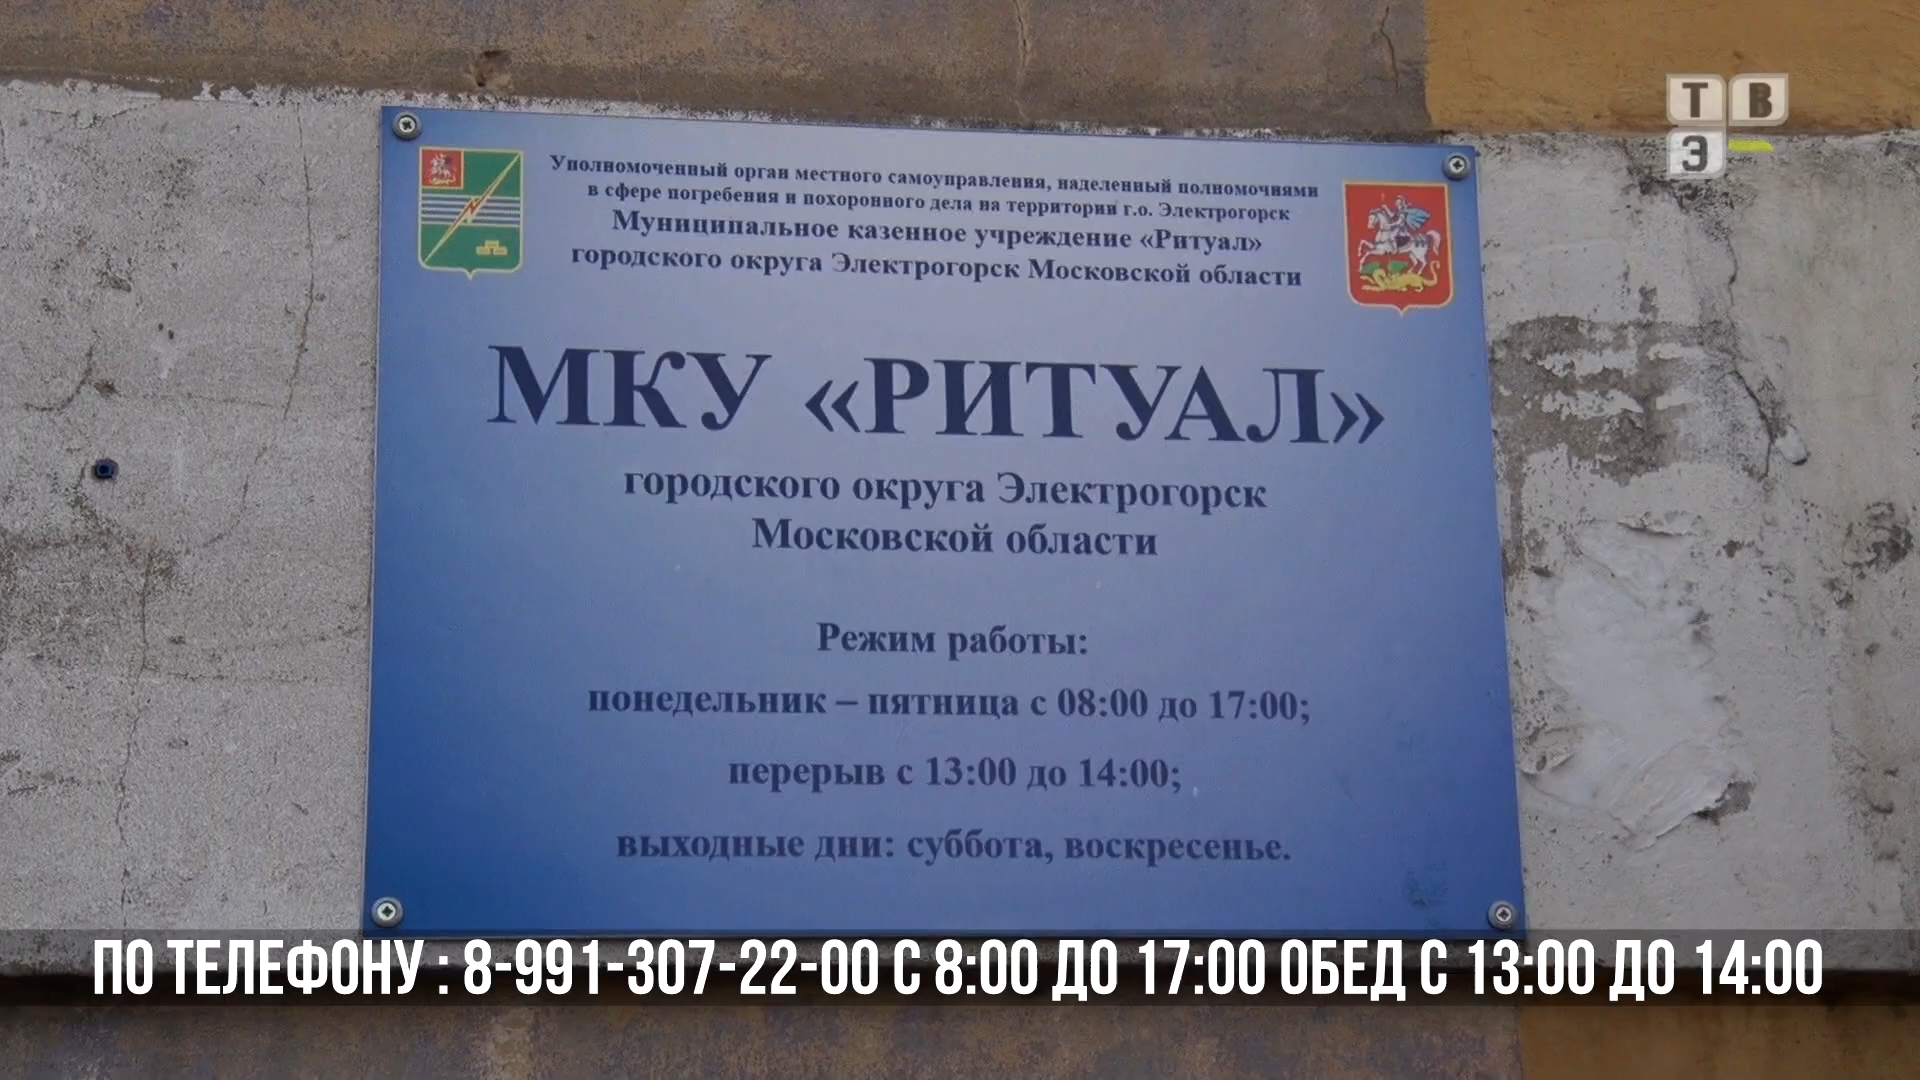 ТВ
Э
Уполномоченный орган местного самоуправления, наделенный полномочиями
в сфере погребения и похоронного дела на территории г.о. Электрогорск
Муниципальное казенное учреждение «Ритуал»
городского округа Электрогорск Московской области
МКУ «РИТУАЛ»
городского округа Электрогорск
Московской области
Режим работы:
понедельник – пятница с 08:00 до 17:00;
перерыв с 13:00 до 14:00;
выходные дни: суббота, воскресенье.
ПО ТЕЛЕФОНУ : 8-991-307-22-00 С 8:00 ДО 17:00 ОБЕД С 13:00 ДО 14:00